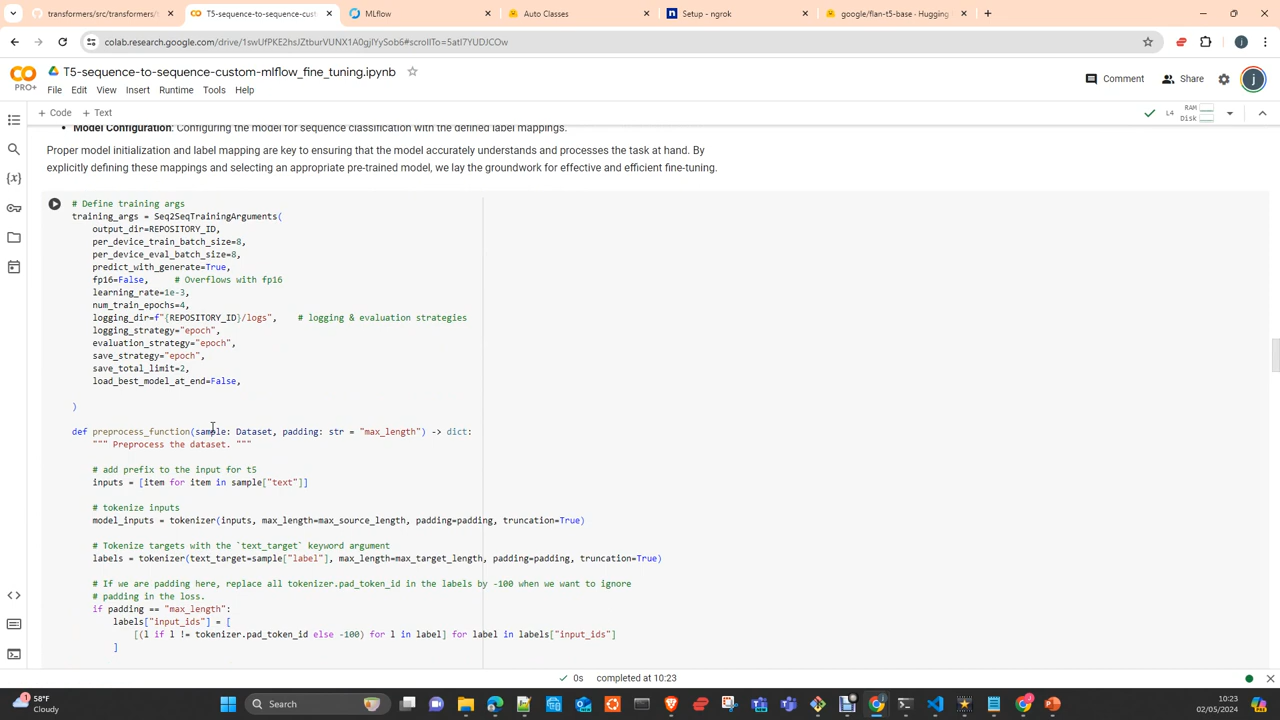 transformers/src/transformers/t
T5-sequence-to-sequence-cust
MLflow
Auto Classes
Setup - ngrok
google/flan-t5-base · Hugging
colab.research.google.com/drive/1swUfPKE2hsJZtburVUNX1A0gjlYySob6#scrollTo=5atI7YUDJCOw
T5-sequence-to-sequence-custom-mlflow_fine_tuning.ipynb
CO
PRO+
Comment
Share
File Edit View Insert Runtime Tools Help
+ Code + Text
L4
RAM
Disk
• Model Configuration: Configuring the model for sequence classification with the defined label mappings.
Proper model initialization and label mapping are key to ensuring that the model accurately understands and processes the task at hand. By
explicitly defining these mappings and selecting an appropriate pre-trained model, we lay the groundwork for effective and efficient fine-tuning.
# Define training args
training_args = Seq2SeqTrainingArguments(
output_dir=REPOSITORY_ID,
per_device_train_batch_size=8,
per_device_eval_batch_size=8,
predict_with_generate=True,
fp16=False, # Overflows with fp16
learning_rate=1e-3,
num_train_epochs=4,
logging_dir=f"{REPOSITORY_ID}/logs", # logging & evaluation strategies
logging_strategy="epoch",
evaluation_strategy="epoch",
save_strategy="epoch",
save_total_limit=2,
load_best_model_at_end=False,
)
def preprocess_function(sample: Dataset, padding: str = "max_length") -> dict:
""" Preprocess the dataset. """
# add prefix to the input for t5
inputs = [item for item in sample["text"]]
# tokenize inputs
model_inputs = tokenizer(inputs, max_length=max_source_length, padding=padding, truncation=True)
# Tokenize targets with the `text_target` keyword argument
labels = tokenizer(text_target=sample["label"], max_length=max_target_length, padding=padding, truncation=True)
# If we are padding here, replace all tokenizer.pad_token_id in the labels by -100 when we want to ignore
# padding in the loss.
if padding == "max_length":
labels["input_ids"] = [
[(l if l != tokenizer.pad_token_id else -100) for l in label] for label in labels["input_ids"]
]
0s completed at 10:23
58°F
Cloudy
Search
10:23
02/05/2024